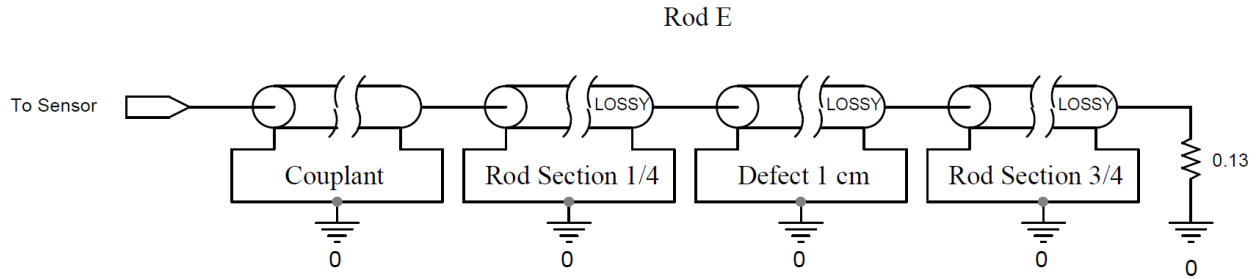 Rod E
To Sensor
LOSSY
LOSSY
LOSSY
Couplant
Rod Section 1/4
Defect 1 cm
Rod Section 3/4
0.13
0
0
0
0
0